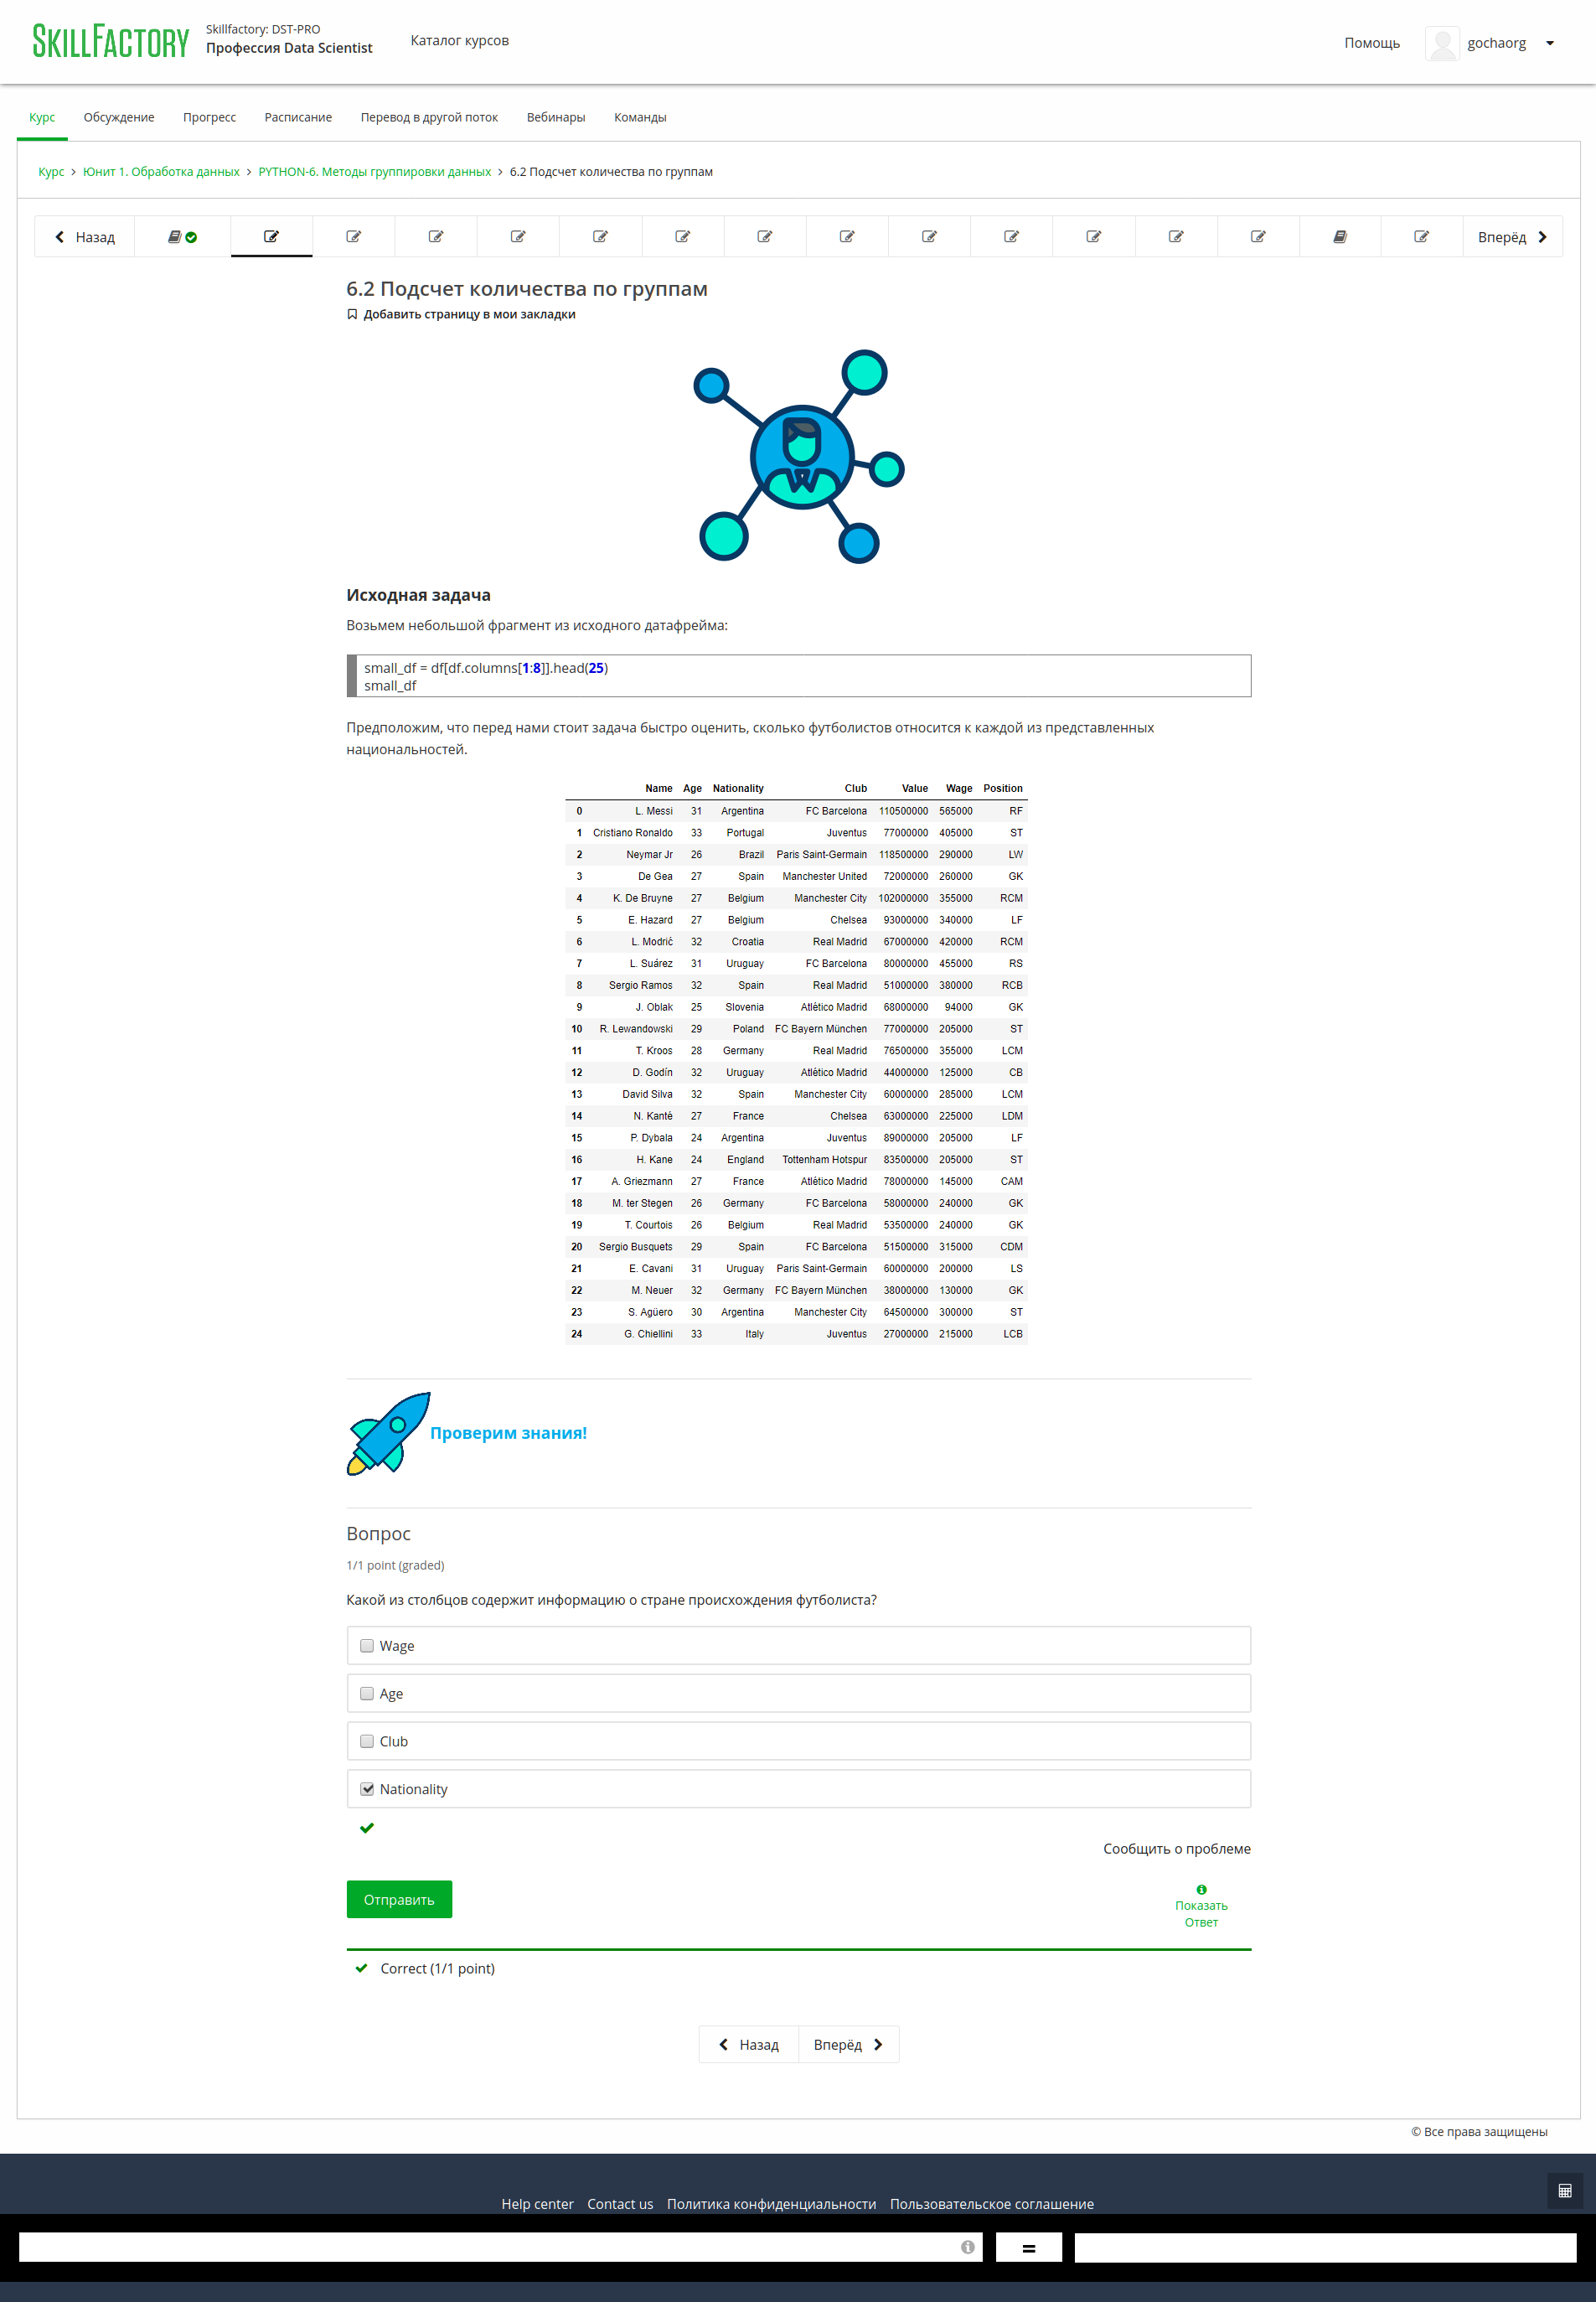 SKILLFACTORY
Skillfactory: DST-PRO
Профессия Data Scientist
Каталог курсов
Помощь
gochaorg
Курс Обсуждение Прогресс Расписание Перевод в другой поток Вебинары Команды
Курс > Юнит 1. Обработка данных > PYTHON-6. Методы группировки данных > 6.2 Подсчет количества по группам
Назад Вперёд
6.2 Подсчет количества по группам
Добавить страницу в мои закладки
Исходная задача
Возьмем небольшой фрагмент из исходного датафрейма:
small_df = df[df.columns[1:8]].head(25)
small_df
Предположим, что перед нами стоит задача быстро оценить, сколько футболистов относится к каждой из представленных
национальностей.
Name Age Nationality Club Value Wage Position
0 L. Messi 31 Argentina FC Barcelona 110500000 565000 RF
1 Cristiano Ronaldo 33 Portugal Juventus 77000000 405000 ST
2 Neymar Jr 26 Brazil Paris Saint-Germain 118500000 290000 LW
3 De Gea 27 Spain Manchester United 72000000 260000 GK
4 K. De Bruyne 27 Belgium Manchester City 102000000 355000 RCM
5 E. Hazard 27 Belgium Chelsea 93000000 340000 LF
6 L. Modrić 32 Croatia Real Madrid 67000000 420000 RCM
7 L. Suárez 31 Uruguay FC Barcelona 80000000 455000 RS
8 Sergio Ramos 32 Spain Real Madrid 51000000 380000 RCB
9 J. Oblak 25 Slovenia Atlético Madrid 68000000 94000 GK
10 R. Lewandowski 29 Poland FC Bayern München 77000000 205000 ST
11 T. Kroos 28 Germany Real Madrid 76500000 355000 LCM
12 D. Godín 32 Uruguay Atlético Madrid 44000000 125000 CB
13 David Silva 32 Spain Manchester City 60000000 285000 LCM
14 N. Kanté 27 France Chelsea 63000000 225000 LDM
15 P. Dybala 24 Argentina Juventus 89000000 205000 LF
16 H. Kane 24 England Tottenham Hotspur 83500000 205000 ST
17 A. Griezmann 27 France Atlético Madrid 78000000 145000 CAM
18 M. ter Stegen 26 Germany FC Barcelona 58000000 240000 GK
19 T. Courtois 26 Belgium Real Madrid 53500000 240000 GK
20 Sergio Busquets 29 Spain FC Barcelona 51500000 315000 CDM
21 E. Cavani 31 Uruguay Paris Saint-Germain 60000000 200000 LS
22 M. Neuer 32 Germany FC Bayern München 38000000 130000 GK
23 S. Agüero 30 Argentina Manchester City 64500000 300000 ST
24 G. Chiellini 33 Italy Juventus 27000000 215000 LCB
Проверим знания!
Вопрос
1/1 point (graded)
Какой из столбцов содержит информацию о стране происхождения футболиста?
Wage
Age
Club
Nationality
Сообщить о проблеме
Отправить
Показать
Ответ
Correct (1/1 point)
Назад Вперёд
© Все права защищены
Help center Contact us Политика конфиденциальности Пользовательское соглашение
=